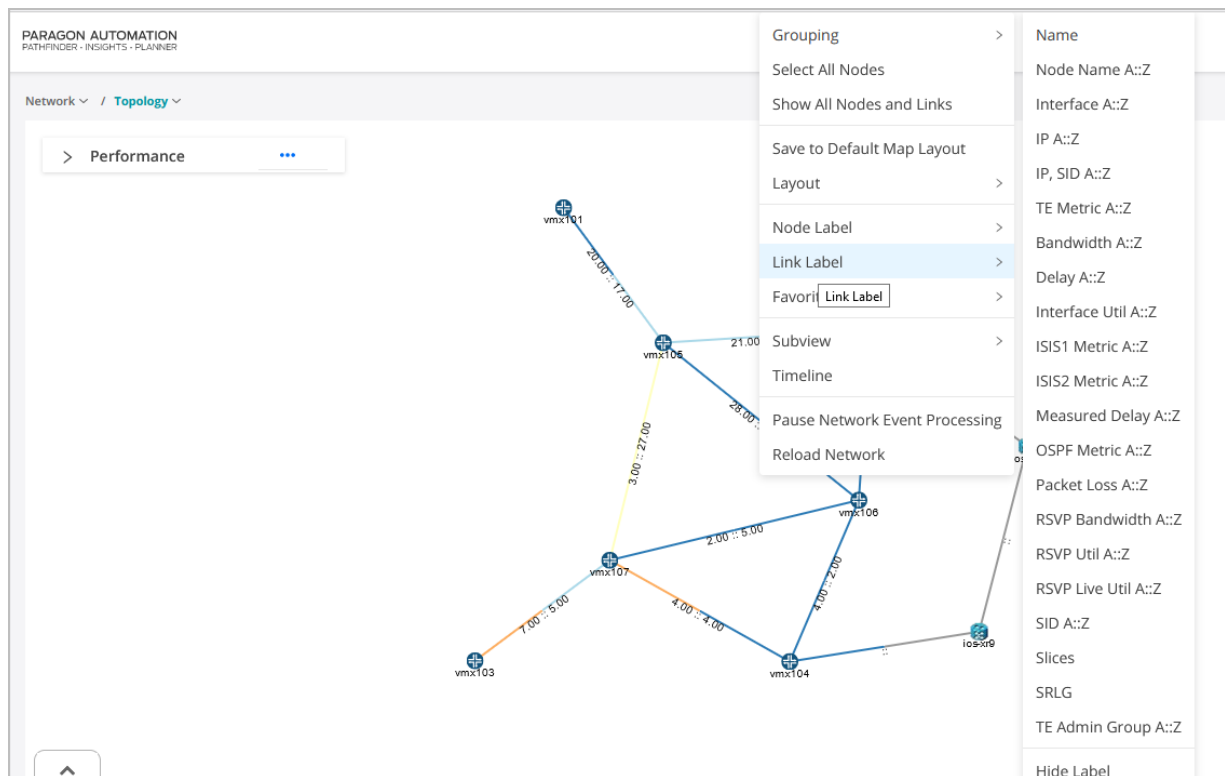 PARAGON AUTOMATION
PATHFINDER - INSIGHTS - PLANNER
Network / Topology
Performance
vmx101
20.00 :: 17.00
vmx105
21.00
28.00 ::
3.00 :: 27.00
vmx106
2.00 :: 5.00
vmx107
4.00 :: 2.00
7.00 :: 5.00
4.00 :: 4.00
vmx103
vmx104
::
::
ios-xr9
Grouping
Select All Nodes
Show All Nodes and Links
Save to Default Map Layout
Layout
Node Label
Link Label
Link Label
Subview
Timeline
Pause Network Event Processing
Reload Network
Name
Node Name A::Z
Interface A::Z
IP A::Z
IP, SID A::Z
TE Metric A::Z
Bandwidth A::Z
Delay A::Z
Interface Util A::Z
ISIS1 Metric A::Z
ISIS2 Metric A::Z
Measured Delay A::Z
OSPF Metric A::Z
Packet Loss A::Z
RSVP Bandwidth A::Z
RSVP Util A::Z
RSVP Live Util A::Z
SID A::Z
Slices
SRLG
TE Admin Group A::Z
Hide Label